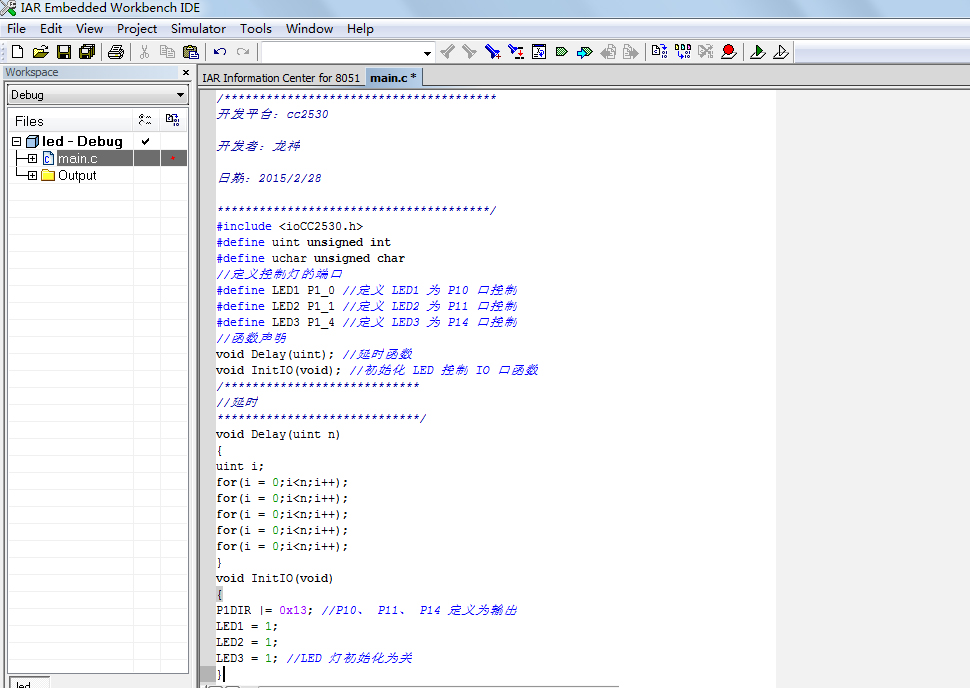 IAR Embedded Workbench IDE
File Edit View Project Simulator Tools Window Help
Workspace
IAR Information Center for 8051
main.c *
Debug
Files
led - Debug
main.c
Output
led
/***************************************
开发平台：cc2530
开发者：龙神
日期：2015/2/28
***************************************/
#include <ioCC2530.h>
#define uint unsigned int
#define uchar unsigned char
//定义控制灯的端口
#define LED1 P1_0 //定义 LED1 为 P10 口控制
#define LED2 P1_1 //定义 LED2 为 P11 口控制
#define LED3 P1_4 //定义 LED3 为 P14 口控制
//函数声明
void Delay(uint); //延时函数
void InitIO(void); //初始化 LED 控制 IO 口函数
/****************************
//延时
*****************************/
void Delay(uint n)
{
uint i;
for(i = 0;i<n;i++);
for(i = 0;i<n;i++);
for(i = 0;i<n;i++);
for(i = 0;i<n;i++);
for(i = 0;i<n;i++);
}
void InitIO(void)
{
P1DIR |= 0x13; //P10、 P11、 P14 定义为输出
LED1 = 1;
LED2 = 1;
LED3 = 1; //LED 灯初始化为关
}